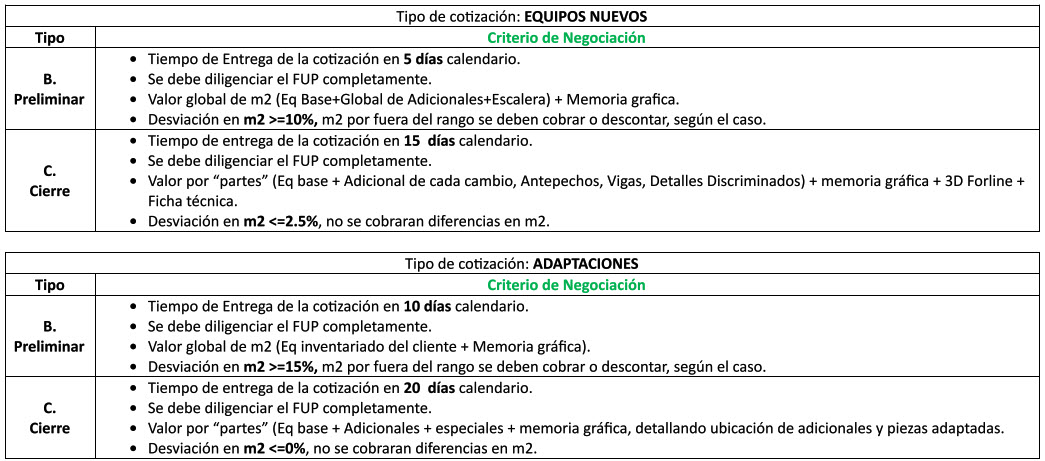 Tipo de cotización: EQUIPOS NUEVOS
Tipo Criterio de Negociación
B. Preliminar
• Tiempo de Entrega de la cotización en 5 días calendario.
• Se debe diligenciar el FUP completamente.
• Valor global de m2 (Eq Base+Global de Adicionales+Escalera) + Memoria grafica.
• Desviación en m2 >=10%, m2 por fuera del rango se deben cobrar o descontar, según el caso.
C. Cierre
• Tiempo de entrega de la cotización en 15 días calendario.
• Se debe diligenciar el FUP completamente.
• Valor por “partes” (Eq base + Adicional de cada cambio, Antepechos, Vigas, Detalles Discriminados) + memoria gráfica + 3D Forline +
Ficha técnica.
• Desviación en m2 <=2.5%, no se cobraran diferencias en m2.
Tipo de cotización: ADAPTACIONES
Tipo Criterio de Negociación
B. Preliminar
• Tiempo de Entrega de la cotización en 10 días calendario.
• Se debe diligenciar el FUP completamente.
• Valor global de m2 (Eq inventariado del cliente + Memoria gráfica).
• Desviación en m2 >=15%, m2 por fuera del rango se deben cobrar o descontar, según el caso.
C. Cierre
• Tiempo de entrega de la cotización en 20 días calendario.
• Se debe diligenciar el FUP completamente.
• Valor por “partes” (Eq base + Adicionales + especiales + memoria gráfica, detallando ubicación de adicionales y piezas adaptadas.
• Desviación en m2 <=0%, no se cobraran diferencias en m2.